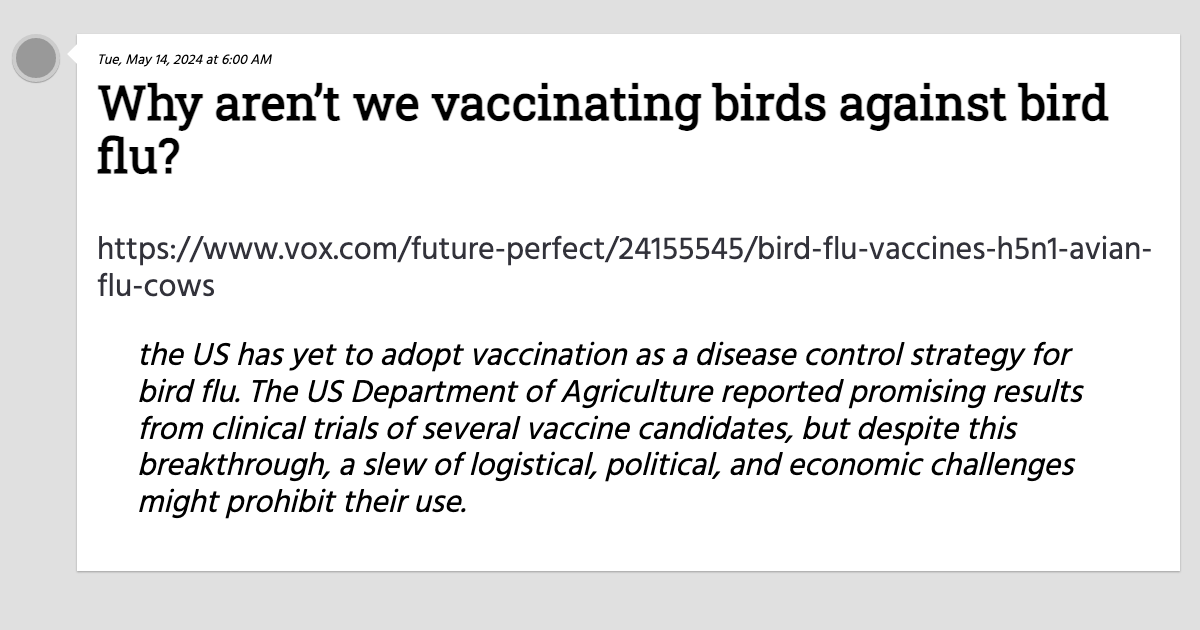 Tue, May 14, 2024 at 6:00 AM
Why aren’t we vaccinating birds against bird
flu?
https://www.vox.com/future-perfect/24155545/bird-flu-vaccines-h5n1-avian-
flu-cows
the US has yet to adopt vaccination as a disease control strategy for
bird flu. The US Department of Agriculture reported promising results
from clinical trials of several vaccine candidates, but despite this
breakthrough, a slew of logistical, political, and economic challenges
might prohibit their use.